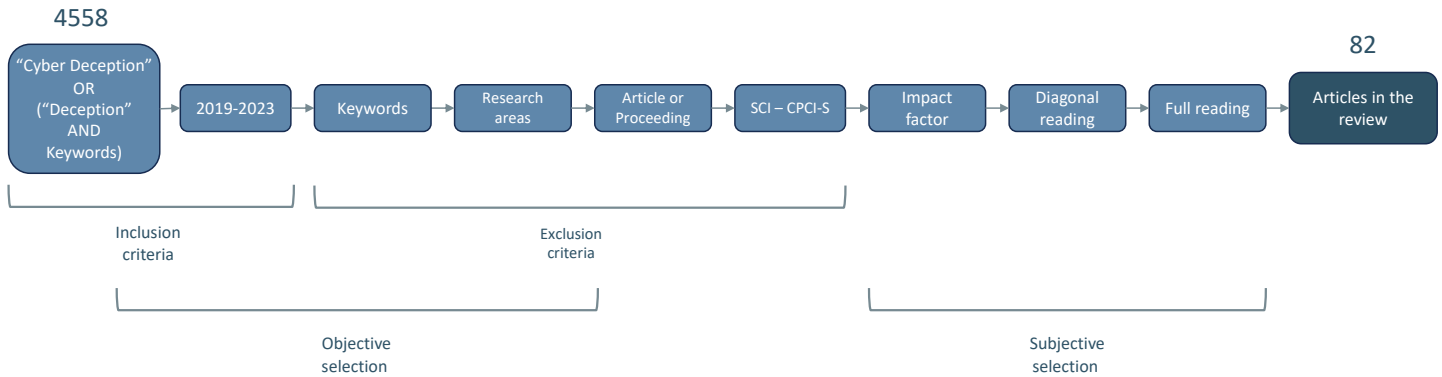 4558
“Cyber Deception”
OR
(“Deception”
AND
Keywords)
2019-2023
Keywords
Research
areas
Article or
Proceeding
SCI – CPCI-S
Impact
factor
Diagonal
reading
Full reading
82
Articles in the
review
Inclusion
criteria
Exclusion
criteria
Objective
selection
Subjective
selection